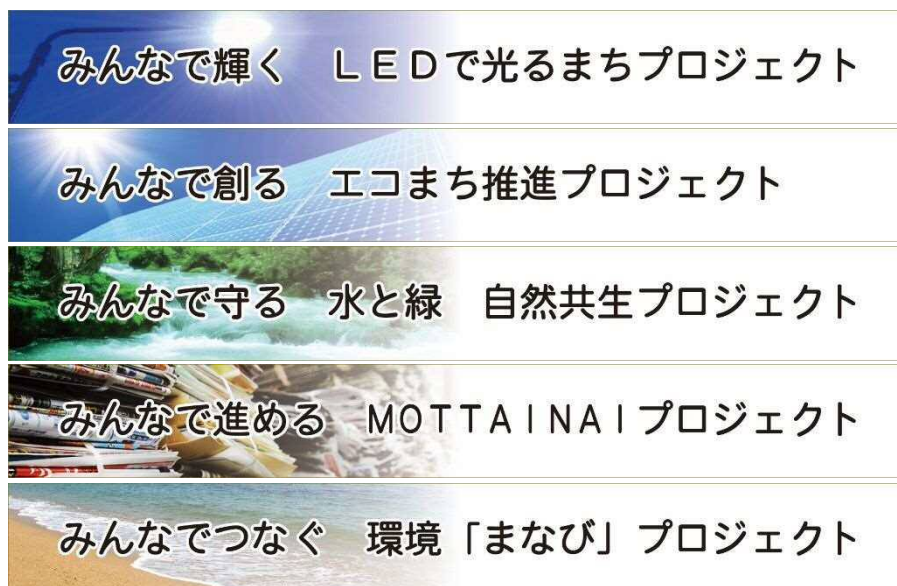 みんなで輝く　ＬＥＤで光るまちプロジェクト
みんなで創る　エコまち推進プロジェクト
みんなで守る　水と緑　自然共生プロジェクト
みんなで進める　ＭＯＴＴＡＩＮＡＩプロジェクト
みんなでつなぐ　環境「まなび」プロジェクト